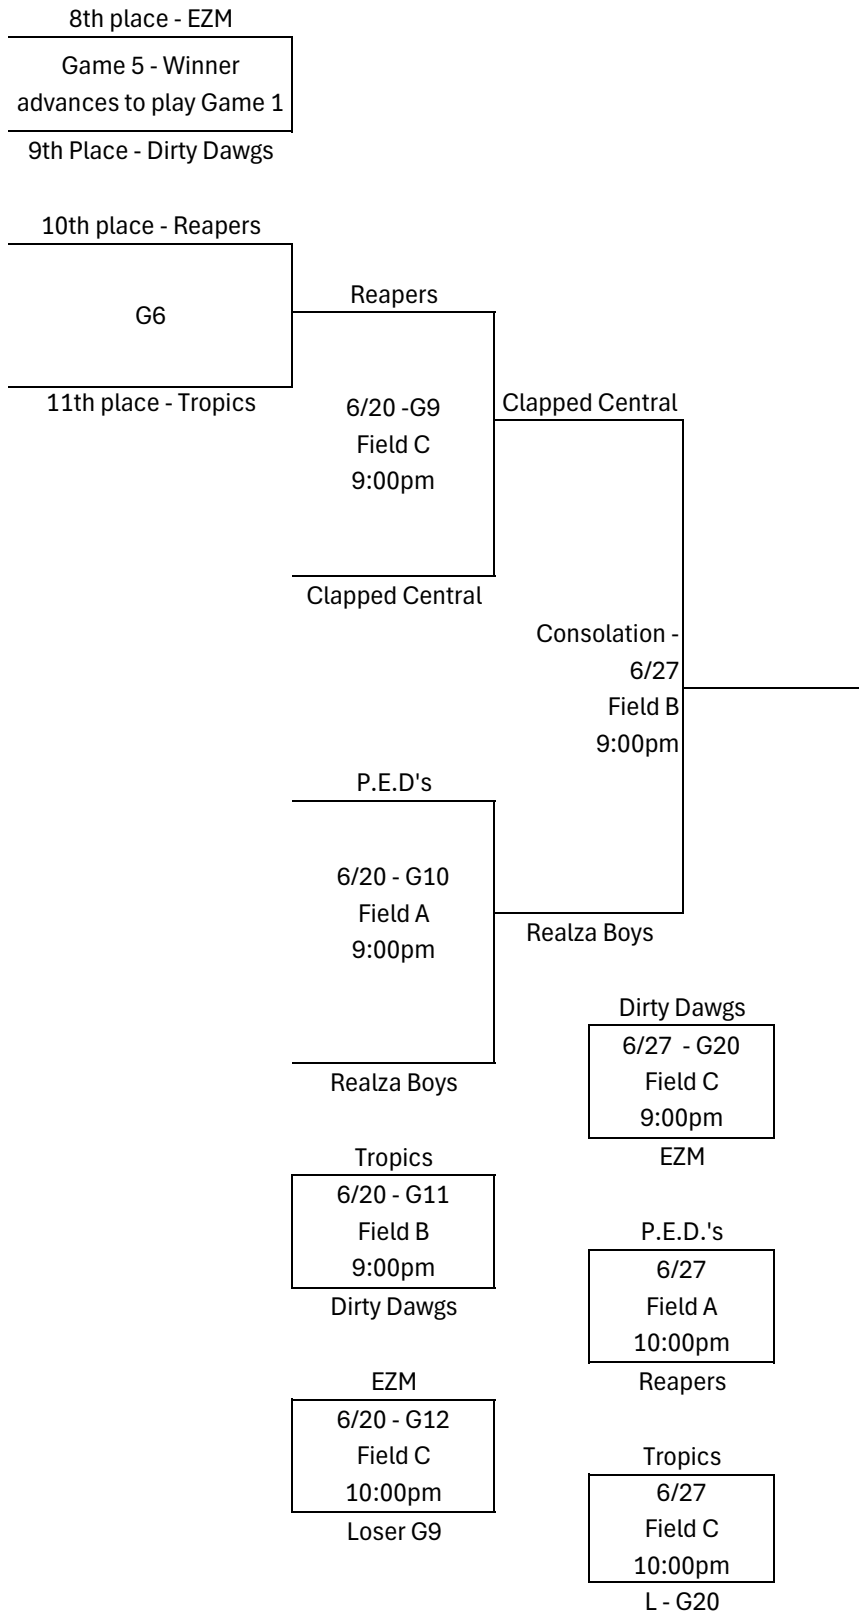 8th place - EZM
Game 5 - Winner
advances to play Game 1
9th Place - Dirty Dawgs
10th place - Reapers
G6
11th place - Tropics
Reapers
6/20 -G9
Field C
9:00pm
Clapped Central
Clapped Central
Consolation -
6/27
Field B
9:00pm
P.E.D's
6/20 - G10
Field A
9:00pm
Realza Boys
Realza Boys
Dirty Dawgs
6/27  - G20
Field C
9:00pm
EZM
Tropics
6/20 - G11
Field B
9:00pm
Dirty Dawgs
P.E.D.'s
6/27
Field A
10:00pm
Reapers
EZM
6/20 - G12
Field C
10:00pm
Loser G9
Tropics
6/27
Field C
10:00pm
L - G20